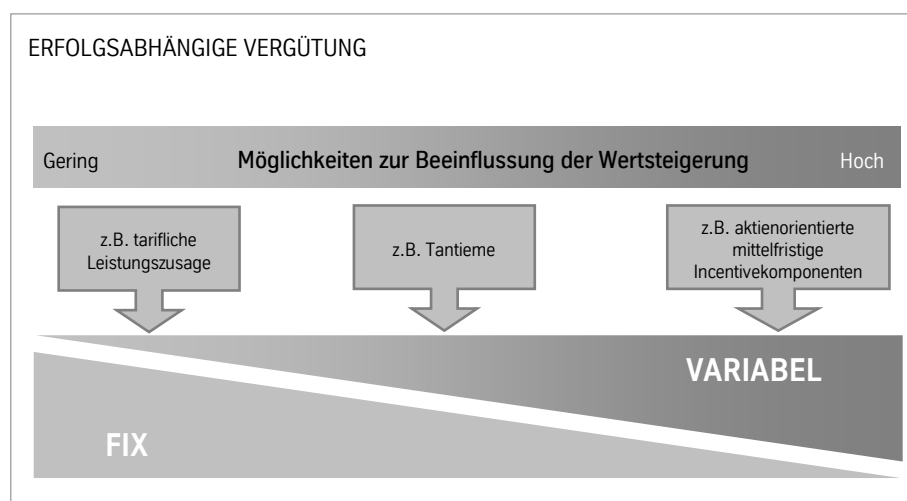 ERFOLGSABHÄNGIGE VERGÜTUNG
Gering
Möglichkeiten zur Beeinflussung der Wertsteigerung
Hoch
z.B. tarifliche
Leistungszusage
z.B. Tantieme
z.B. aktienorientierte
mittelfristige
Incentivekomponenten
VARIABEL
FIX